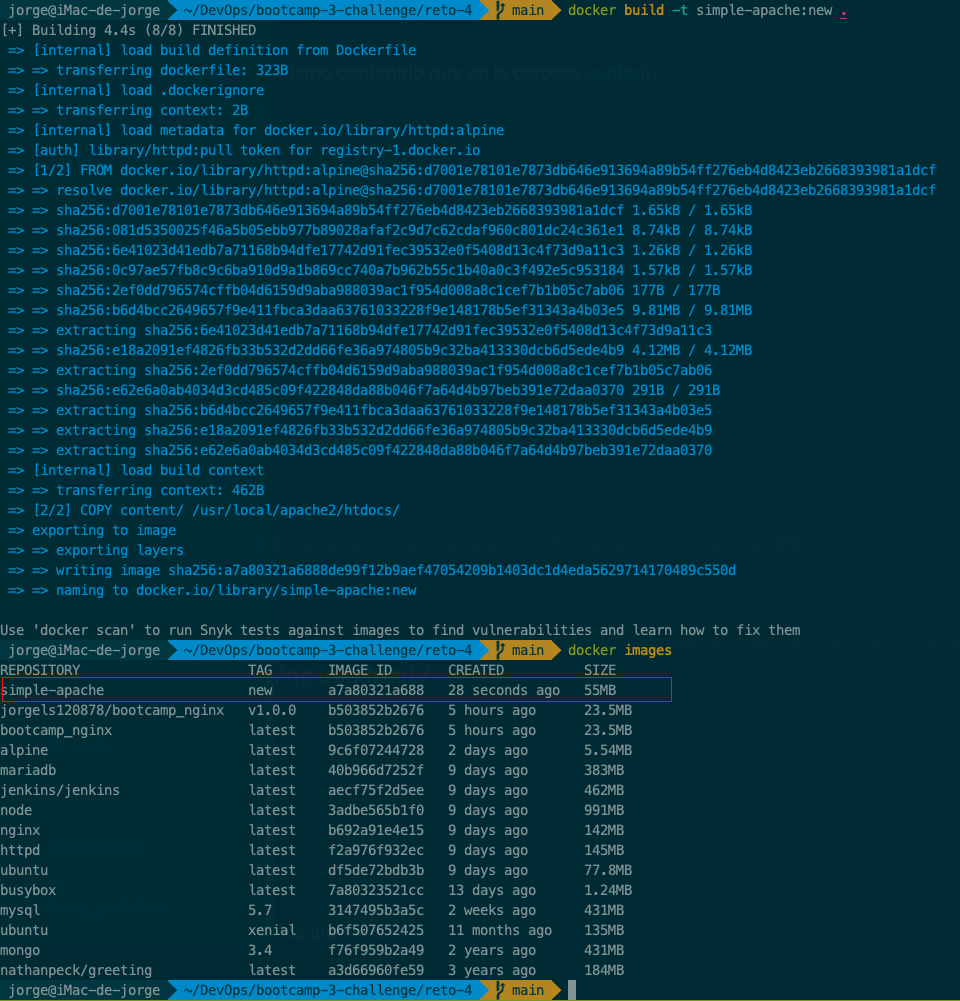 jorge@iMac-de-jorge ~/DevOps/bootcamp-3-challenge/reto-4 main docker build -t simple-apache:new .
[+] Building 4.4s (8/8) FINISHED
=> [internal] load build definition from Dockerfile
=> => transferring dockerfile: 323B
=> [internal] load .dockerignore
=> => transferring context: 2B
=> [internal] load metadata for docker.io/library/httpd:alpine
=> [auth] library/httpd:pull token for registry-1.docker.io
=> [1/2] FROM docker.io/library/httpd:alpine@sha256:d7001e78101e7873db646e913694a89b54ff276eb4d8423eb2668393981a1dcf
=> => resolve docker.io/library/httpd:alpine@sha256:d7001e78101e7873db646e913694a89b54ff276eb4d8423eb2668393981a1dcf
=> => sha256:d7001e78101e7873db646e913694a89b54ff276eb4d8423eb2668393981a1dcf 1.65kB / 1.65kB
=> => sha256:081d5350025f46a5b05ebb977b89028afaf2c9d7c62cdaf960c801dc24c361e1 8.74kB / 8.74kB
=> => sha256:6e41023d41edb7a71168b94dfe17742d91fec39532e0f5408d13c4f73d9a11c3 1.26kB / 1.26kB
=> => sha256:0c97ae57fb8c9c6ba910d9a1b869cc740a7b962b55c1b40a0c3f492e5c953184 1.57kB / 1.57kB
=> => sha256:2ef0dd796574cffb04d6159d9aba988039ac1f954d008a8c1cef7b1b05c7ab06 177B / 177B
=> => sha256:b6d4bcc2649657f9e411fbca3daa63761033228f9e148178b5ef31343a4b03e5 9.81MB / 9.81MB
=> => extracting sha256:6e41023d41edb7a71168b94dfe17742d91fec39532e0f5408d13c4f73d9a11c3
=> => sha256:e18a2091ef4826fb33b532d2dd66fe36a974805b9c32ba413330dcb6d5ede4b9 4.12MB / 4.12MB
=> => extracting sha256:2ef0dd796574cffb04d6159d9aba988039ac1f954d008a8c1cef7b1b05c7ab06
=> => sha256:e62e6a0ab4034d3cd485c09f422848da88b046f7a64d4b97beb391e72daa0370 291B / 291B
=> => extracting sha256:b6d4bcc2649657f9e411fbca3daa63761033228f9e148178b5ef31343a4b03e5
=> => extracting sha256:e18a2091ef4826fb33b532d2dd66fe36a974805b9c32ba413330dcb6d5ede4b9
=> => extracting sha256:e62e6a0ab4034d3cd485c09f422848da88b046f7a64d4b97beb391e72daa0370
=> [internal] load build context
=> => transferring context: 462B
=> [2/2] COPY content/ /usr/local/apache2/htdocs/
=> exporting to image
=> => exporting layers
=> => writing image sha256:a7a80321a6888de99f12b9aef47054209b1403dc1d4eda5629714170489c550d
=> => naming to docker.io/library/simple-apache:new
Use 'docker scan' to run Snyk tests against images to find vulnerabilities and learn how to fix them
jorge@iMac-de-jorge ~/DevOps/bootcamp-3-challenge/reto-4 main docker images
REPOSITORY TAG IMAGE ID CREATED SIZE
simple-apache new a7a80321a688 28 seconds ago 55MB
jorgels120878/bootcamp_nginx v1.0.0 b503852b2676 5 hours ago 23.5MB
bootcamp_nginx latest b503852b2676 5 hours ago 23.5MB
alpine latest 9c6f07244728 2 days ago 5.54MB
mariadb latest 40b966d7252f 9 days ago 383MB
jenkins/jenkins latest aecf75f2d5ee 9 days ago 462MB
node latest 3adbe565b1f0 9 days ago 991MB
nginx latest b692a91e4e15 9 days ago 142MB
httpd latest f2a976f932ec 9 days ago 145MB
ubuntu latest df5de72bdb3b 9 days ago 77.8MB
busybox latest 7a80323521cc 13 days ago 1.24MB
mysql 5.7 3147495b3a5c 2 weeks ago 431MB
ubuntu xenial b6f507652425 11 months ago 135MB
mongo 3.4 f76f959b2a49 2 years ago 431MB
nathanpeck/greeting latest a3d66960fe59 3 years ago 184MB
jorge@iMac-de-jorge ~/DevOps/bootcamp-3-challenge/reto-4 main